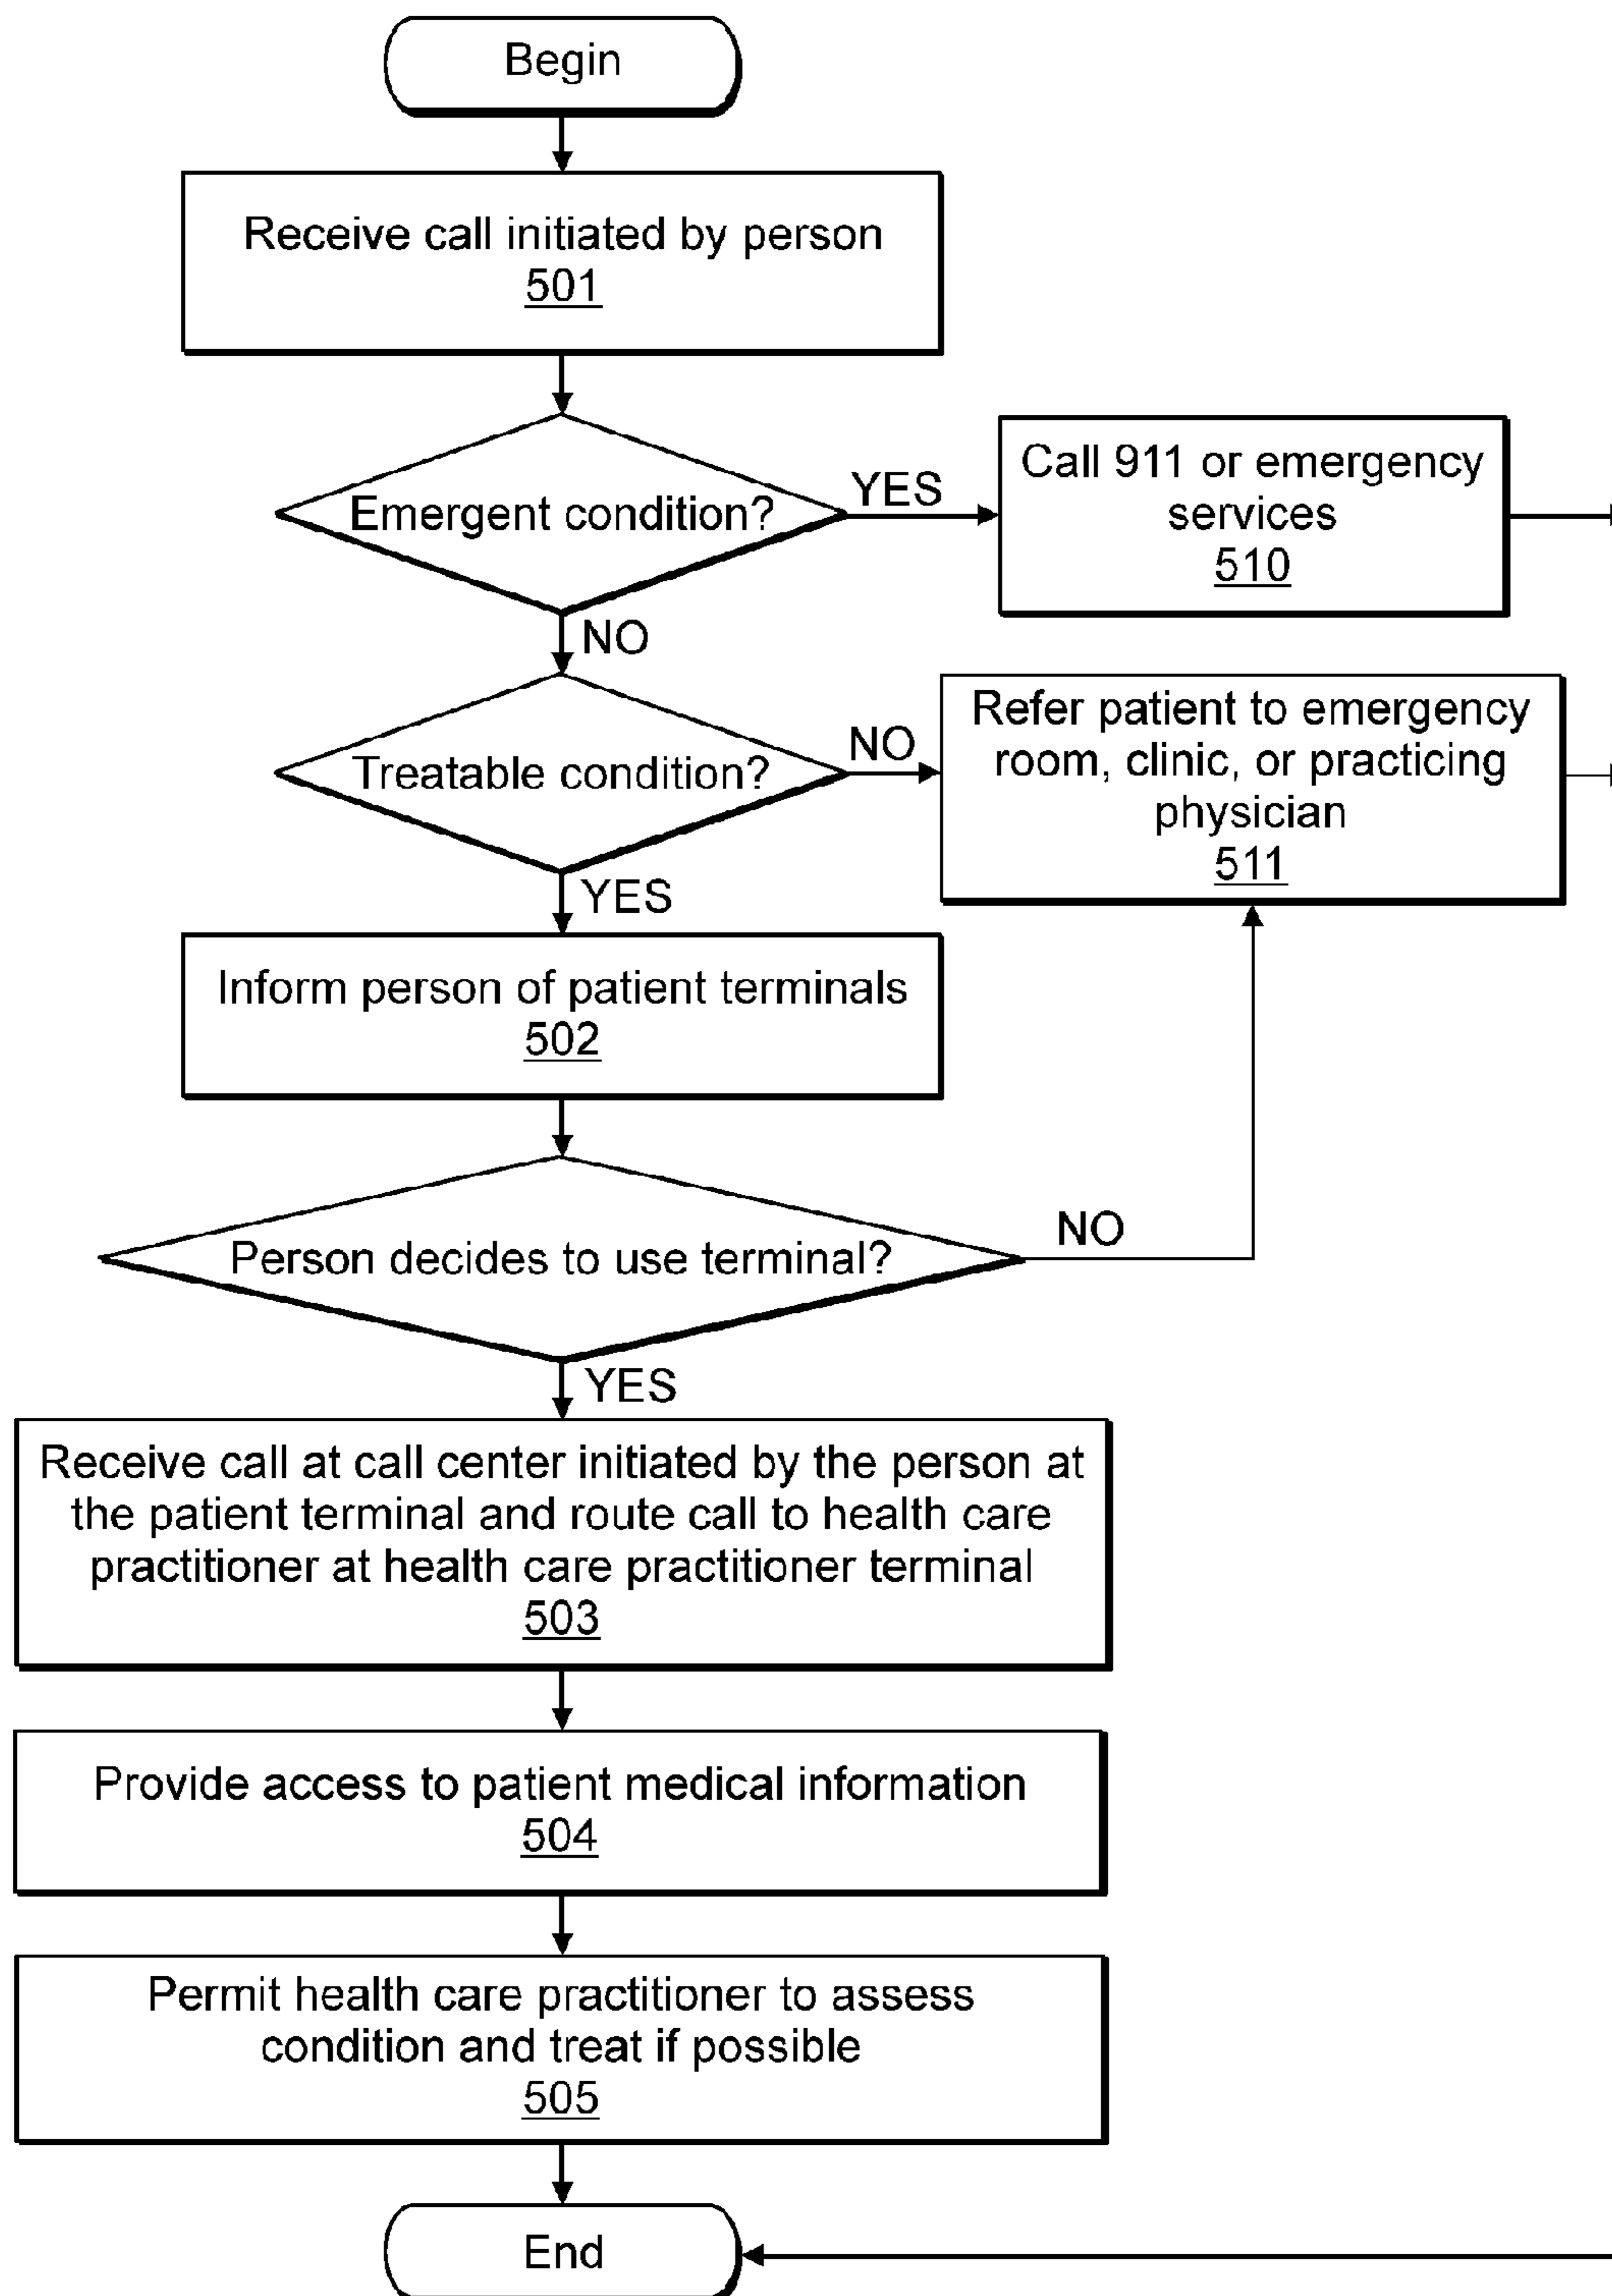 Begin
Receive call initiated by person
501
Emergent condition?
YES
Call 911 or emergency
services
510
NO
Treatable condition?
NO
Refer patient to emergency
room, clinic, or practicing
physician
511
YES
Inform person of patient terminals
502
Person decides to use terminal?
NO
YES
Receive call at call center initiated by the person at
the patient terminal and route call to health care
practitioner at health care practitioner terminal
503
Provide access to patient medical information
504
Permit health care practitioner to assess
condition and treat if possible
505
End